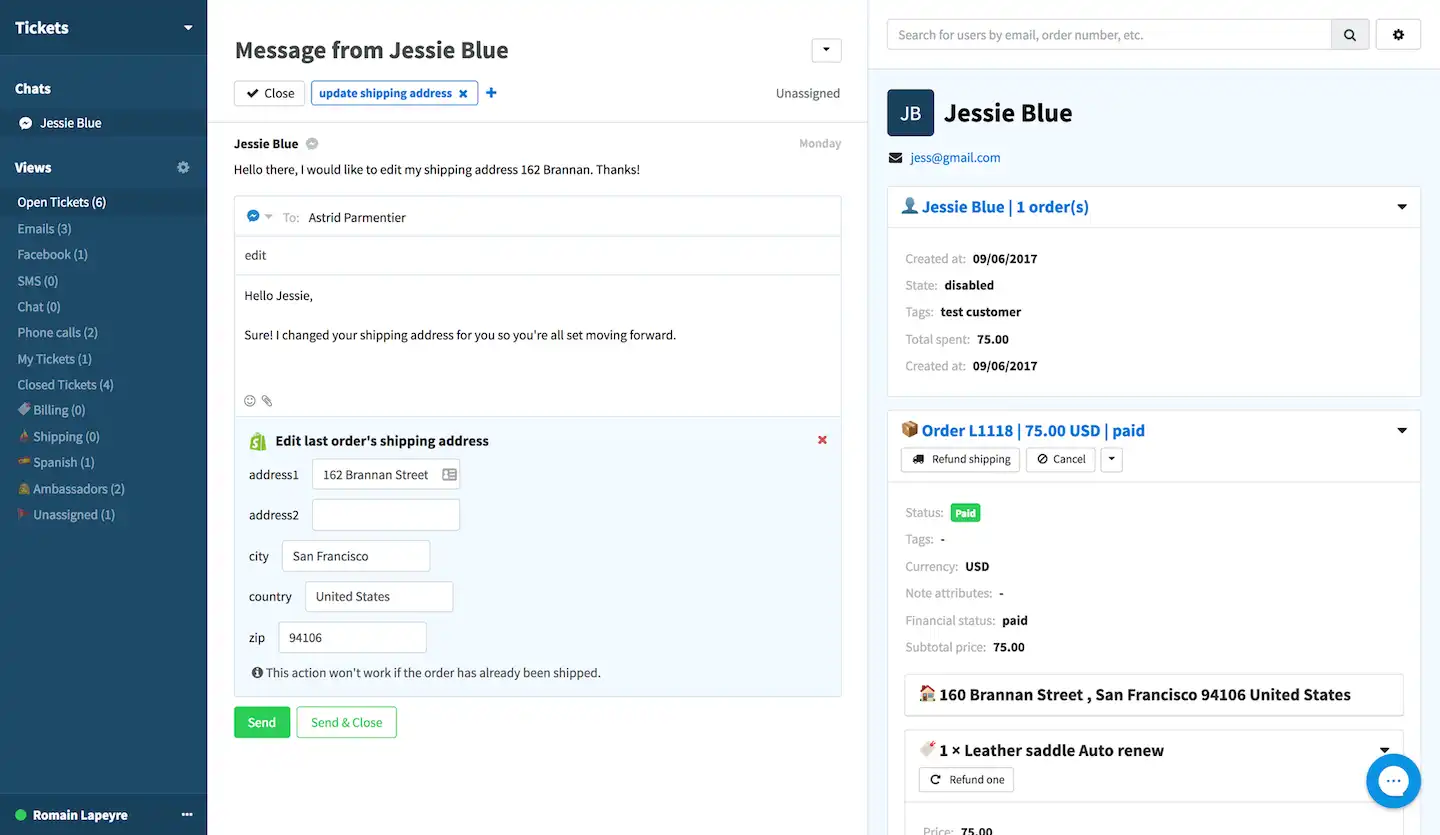 Tickets
Chats
Jessie Blue
Views
Open Tickets (6)
Emails (3)
Facebook (1)
SMS (0)
Chat (0)
Phone calls (2)
My Tickets (1)
Closed Tickets (4)
Billing (0)
Shipping (0)
Spanish (1)
Ambassadors (2)
Unassigned (1)
Romain Lapeyre
Message from Jessie Blue
Close
update shipping address
Unassigned
Jessie Blue
Monday
Hello there, I would like to edit my shipping address 162 Brannan. Thanks!
To: Astrid Parmentier
edit
Hello Jessie,
Sure! I changed your shipping address for you so you're all set moving forward.
Edit last order's shipping address
address1 162 Brannan Street
address2
city San Francisco
country United States
zip 94106
This action won't work if the order has already been shipped.
Send
Send & Close
Search for users by email, order number, etc.
JB
Jessie Blue
jess@gmail.com
Jessie Blue | 1 order(s)
Created at: 09/06/2017
State: disabled
Tags: test customer
Total spent: 75.00
Created at: 09/06/2017
Order L1118 | 75.00 USD | paid
Refund shipping
Cancel
Status: Paid
Tags: -
Currency: USD
Note attributes: -
Financial status: paid
Subtotal price: 75.00
160 Brannan Street , San Francisco 94106 United States
1 × Leather saddle Auto renew
Refund one
Price: 75.00